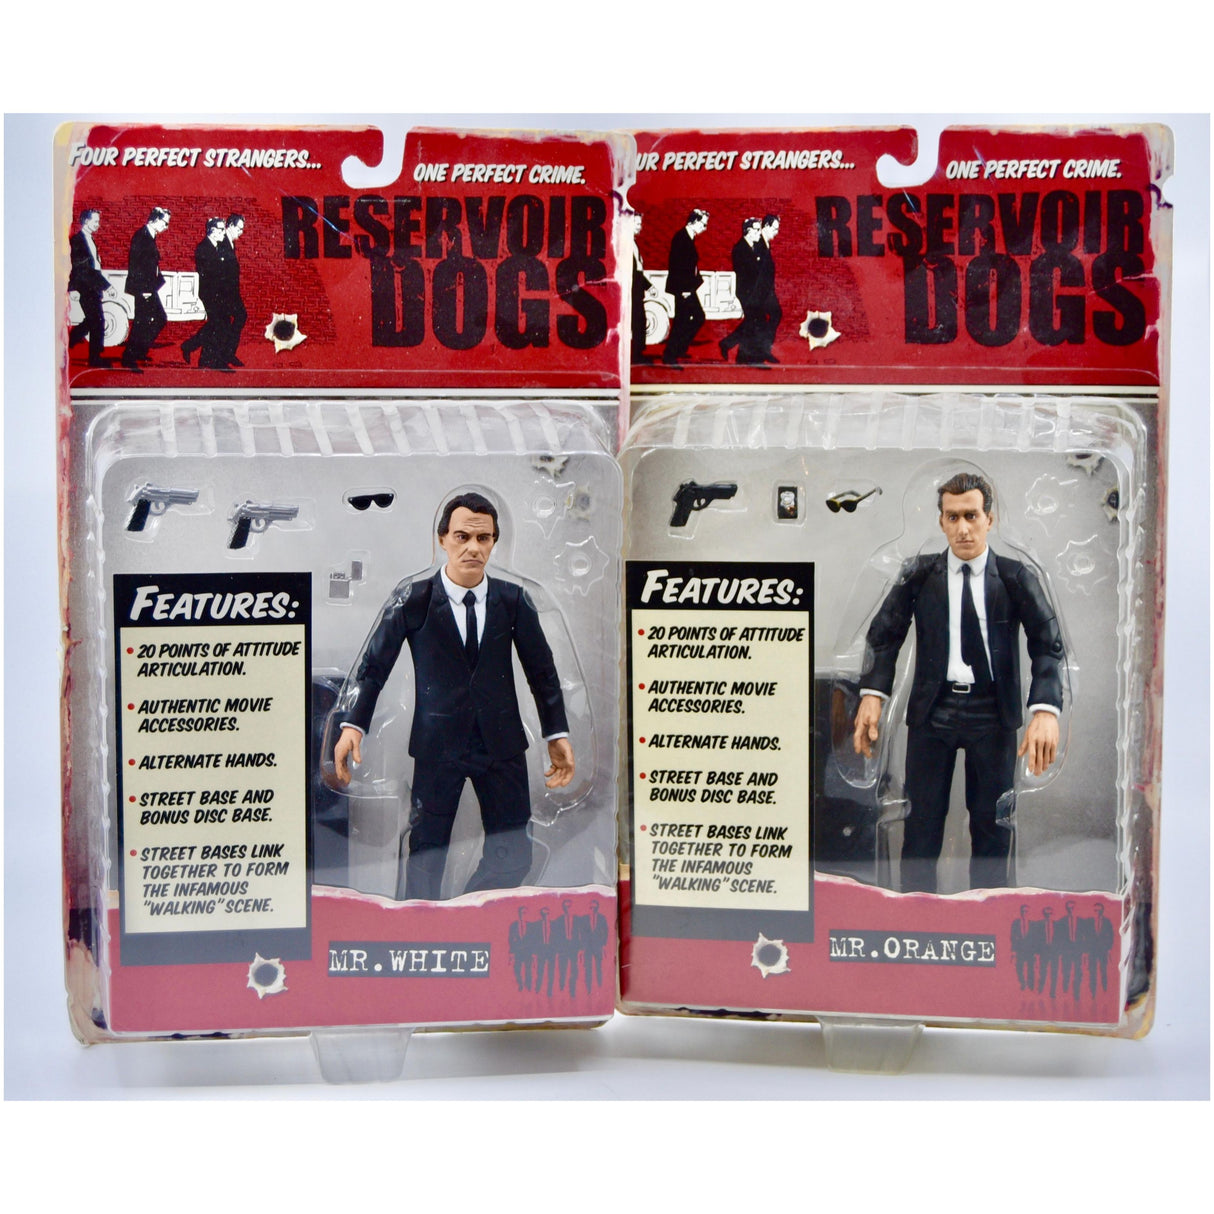 FOUR PERFECT STRANGERS...
ONE PERFECT CRIME.
RESERVOIR
DOGS
FEATURES:
• 20 POINTS OF ATTITUDE
ARTICULATION.
• AUTHENTIC MOVIE
ACCESSORIES.
• ALTERNATE HANDS.
• STREET BASE AND
BONUS DISC BASE.
• STREET BASES LINK
TOGETHER TO FORM
THE INFAMOUS
"WALKING" SCENE.
MR.WHITE
UR PERFECT STRANGERS...
ONE PERFECT CRIME.
RESERVOIR
DOGS
FEATURES:
• 20 POINTS OF ATTITUDE
ARTICULATION.
• AUTHENTIC MOVIE
ACCESSORIES.
• ALTERNATE HANDS.
• STREET BASE AND
BONUS DISC BASE.
• STREET BASES LINK
TOGETHER TO FORM
THE INFAMOUS
"WALKING" SCENE.
MR.ORANGE